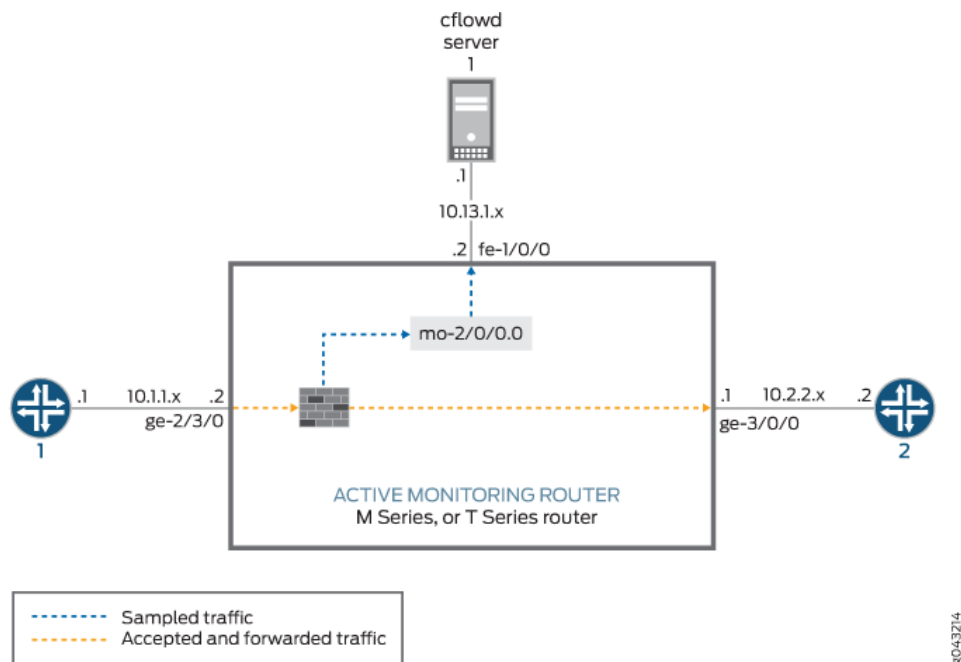 cflowd
server
1
.1
10.13.1.x
.2 fe-1/0/0
mo-2/0/0.0
.1 10.1.1.x .2
ge-2/3/0
1
.1 10.2.2.x .2
ge-3/0/0
2
ACTIVE MONITORING ROUTER
M Series, or T Series router
Sampled traffic
Accepted and forwarded traffic
g043214